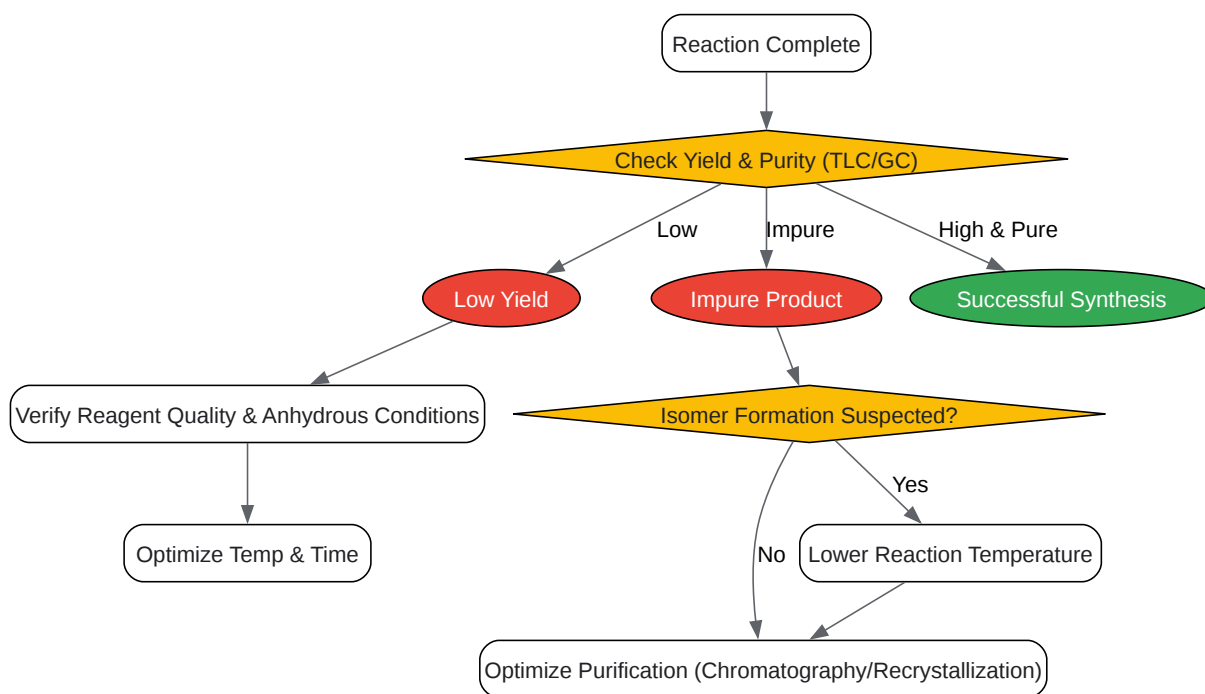 Reaction Complete
Check Yield & Purity (TLC/GC)
Low
Impure
High & Pure
Low Yield
Impure Product
Successful Synthesis
Verify Reagent Quality & Anhydrous Conditions
Isomer Formation Suspected?
Yes
Optimize Temp & Time
No
Lower Reaction Temperature
Optimize Purification (Chromatography/Recrystallization)